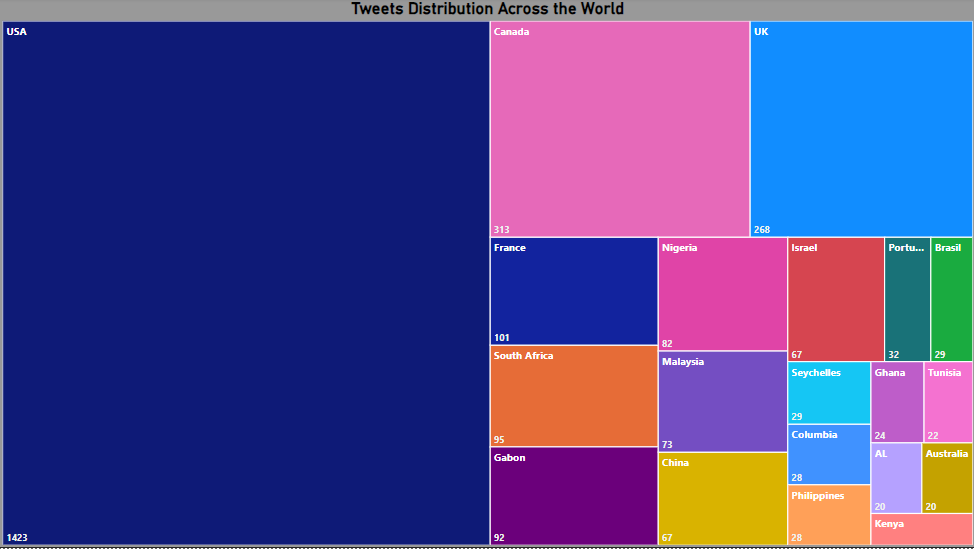 Tweets Distribution Across the World
USA
1423
Canada
313
UK
268
France
101
South Africa
95
Gabon
92
Nigeria
82
Malaysia
73
China
67
Israel
67
Portu...
32
Brasil
29
Seychelles
29
Columbia
28
Philippines
28
Ghana
24
Tunisia
22
AL
20
Australia
20
Kenya